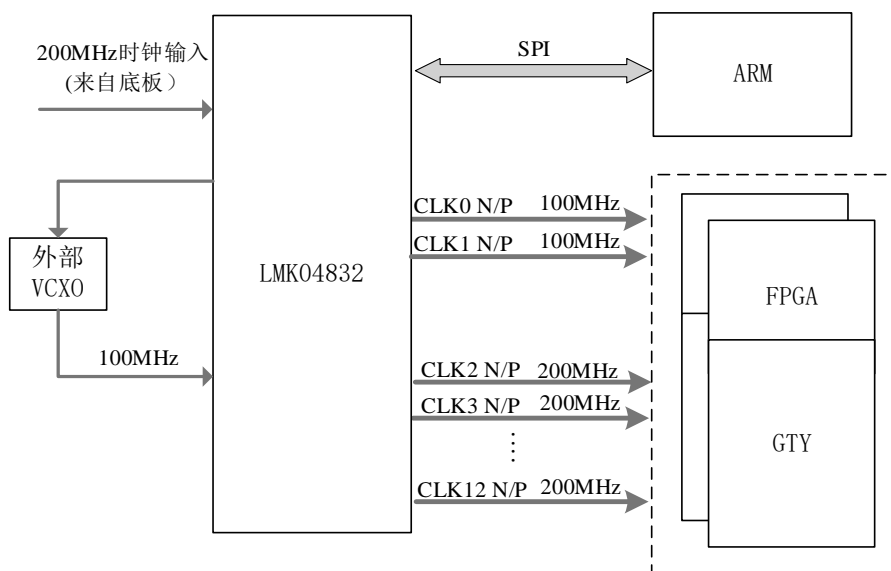 200MHz时钟输入
(来自底板）
SPI
ARM
CLK0 N/P 100MHz
CLK1 N/P 100MHz
外部
VCXO
LMK04832
FPGA
100MHz
CLK2 N/P 200MHz
CLK3 N/P 200MHz
GTY
CLK12 N/P 200MHz